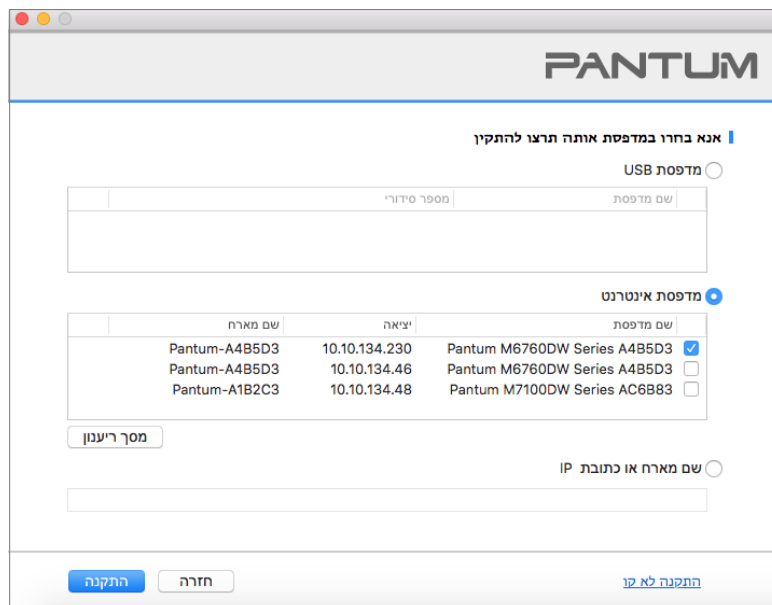 PANTUM
אנא בחרו במדפסת אותה תרצו להתקין
מדפסת USB
שם מדפסת מספר סידורי
מדפסת אינטרנט
שם מדפסת יציאה שם מארח
Pantum M6760DW Series A4B5D3 10.10.134.230 Pantum-A4B5D3
Pantum M6760DW Series A4B5D3 10.10.134.46 Pantum-A4B5D3
Pantum M7100DW Series AC6B83 10.10.134.48 Pantum-A1B2C3
מסך ריענון
שם מארח או כתובת IP
התקנה לא קו חזרה התקנה